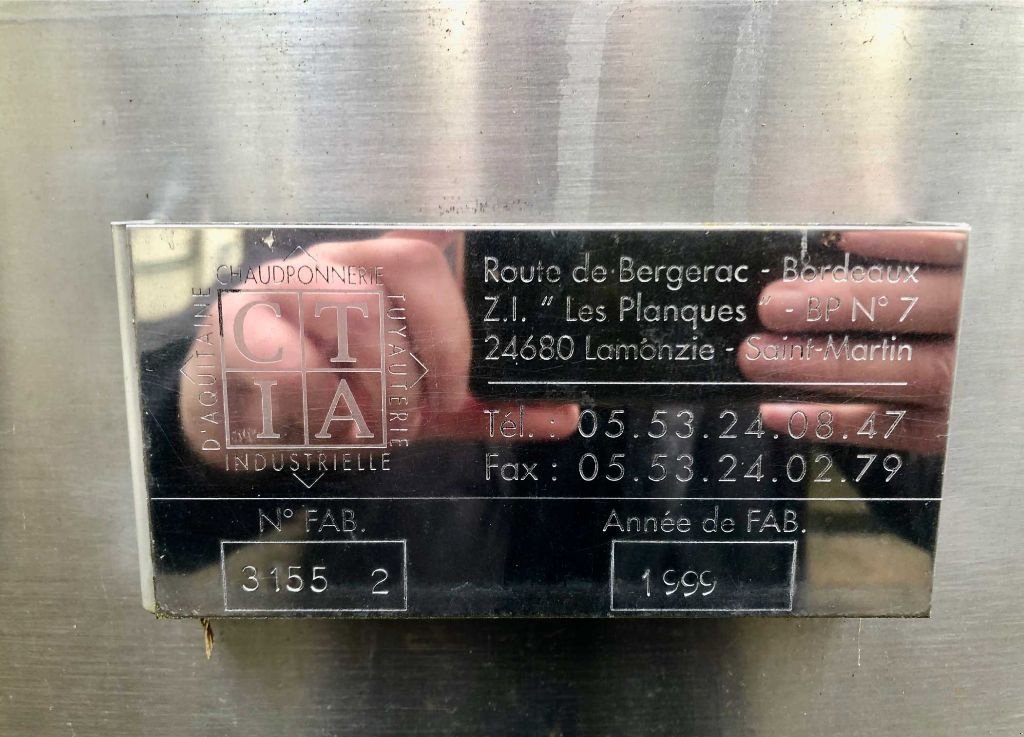 CHAUDPONNERIE
TUYAUTERIE
INDUSTRIELLE
D'AQUITAINE
CT
IA
Route de Bergerac - Bordeaux
Z.I. " Les Planques " - BP N° 7
24680 Lamonzie - Saint-Martin
Tél. : 05.53.24.08.47
Fax : 05.53.24.02.79
N° FAB.
3155 2
Année de FAB.
1999